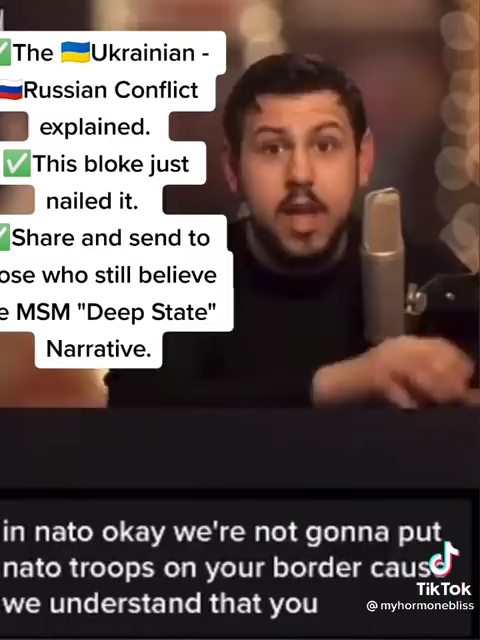 ✅The 🇺🇦Ukrainian -
🇷🇺Russian Conflict
explained.
✅This bloke just
nailed it.
✅Share and send to
ose who still believe
e MSM "Deep State"
Narrative.
in nato okay we're not gonna put
nato troops on your border cause
we understand that you
TikTok
@myhormonebliss